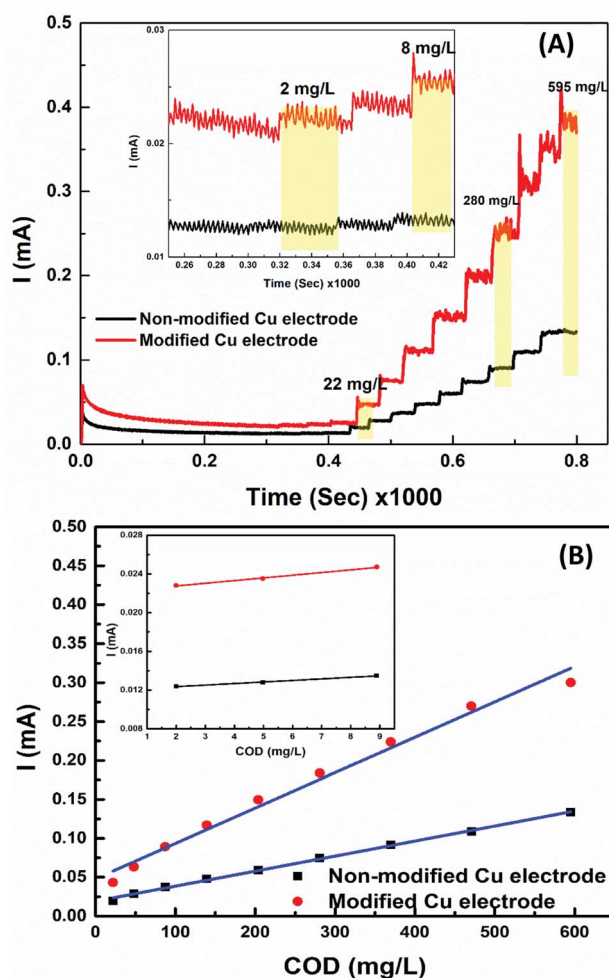 (A)
0.5
0.4
0.3
0.2
0.1
0.0
I (mA)
0.03
0.02
0.01
I (mA)
2 mg/L
8 mg/L
0.26 0.28 0.30 0.32 0.34 0.36 0.38 0.40 0.42
Time (Sec) x1000
595 mg/L
280 mg/L
Non-modified Cu electrode
Modified Cu electrode
22 mg/L
0.0 0.2 0.4 0.6 0.8
Time (Sec) x1000
(B)
0.50
0.45
0.40
0.35
0.30
0.25
0.20
0.15
0.10
0.05
0.00
I (mA)
0.028
0.024
0.020
0.016
0.012
0.008
I (mA)
1 2 3 4 5 6 7 8 9
COD (mg/L)
Non-modified Cu electrode
Modified Cu electrode
0 100 200 300 400 500 600
COD (mg/L)